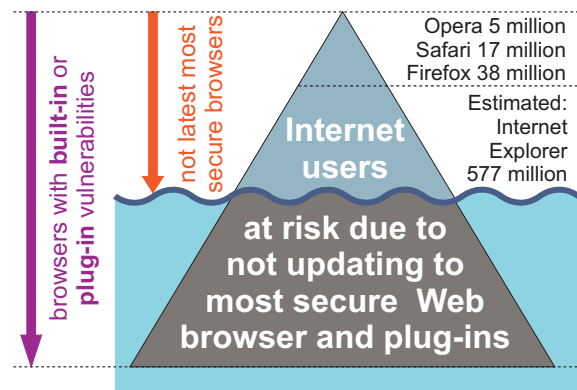 browsers with built-in or
plug-in vulnerabilities
not latest most
secure browsers
Opera 5 million
Safari 17 million
Firefox 38 million
Estimated:
Internet
Explorer
577 million
Internet
users
at risk due to
not updating to
most secure Web
browser and plug-ins